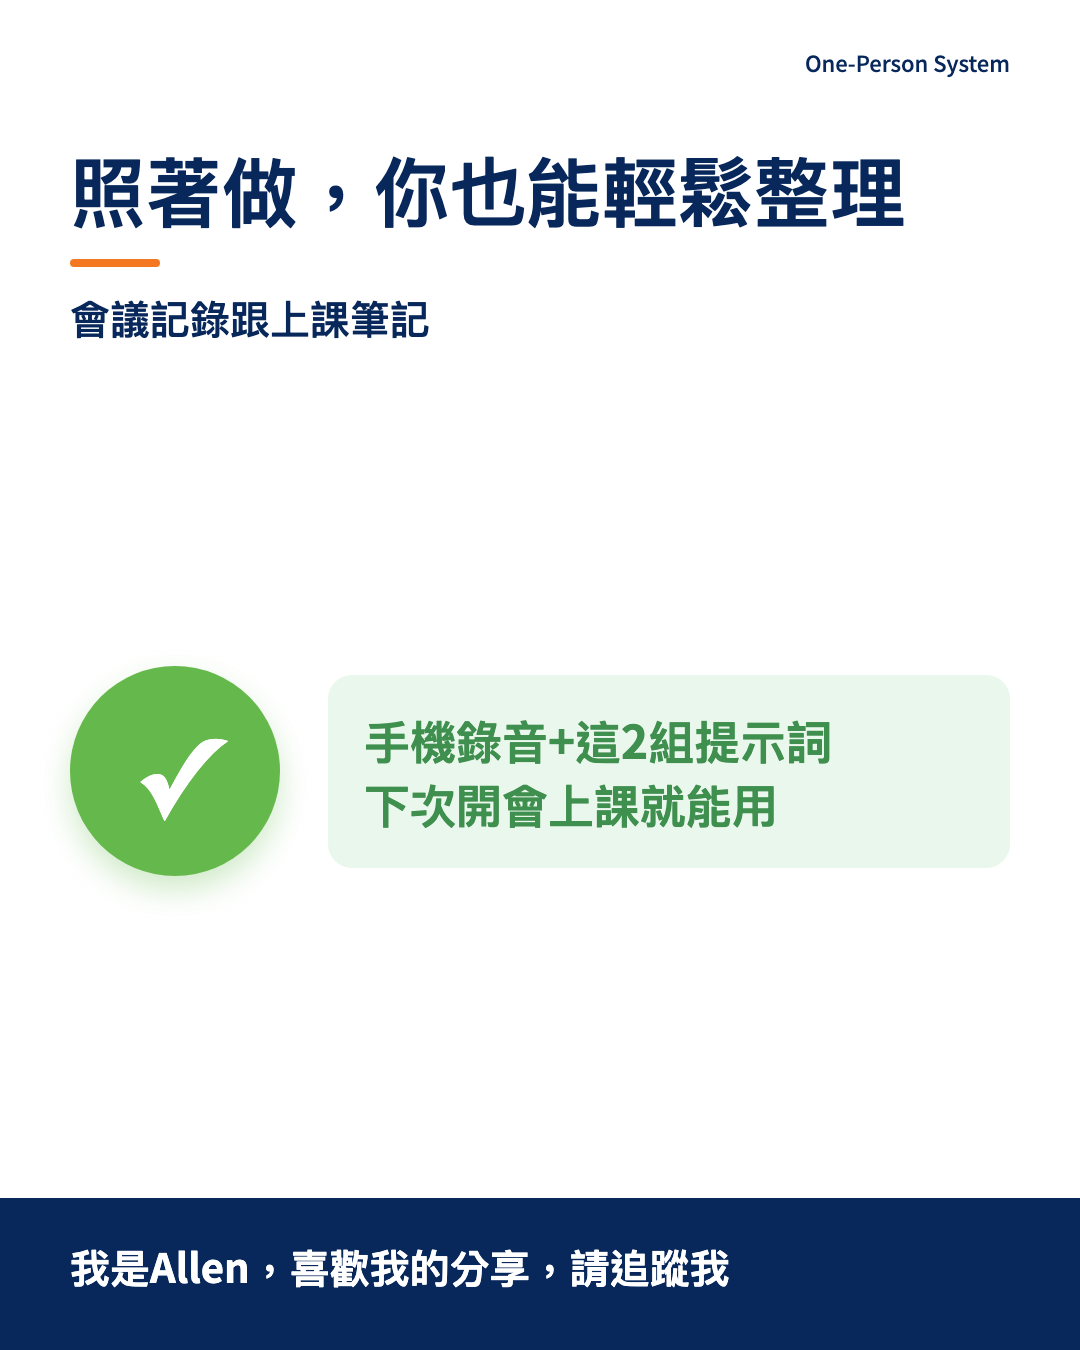 One-Person System
照著做，你也能輕鬆整理
會議記錄跟上課筆記
手機錄音+這2組提示詞
下次開會上課就能用
我是Allen，喜歡我的分享，請追蹤我